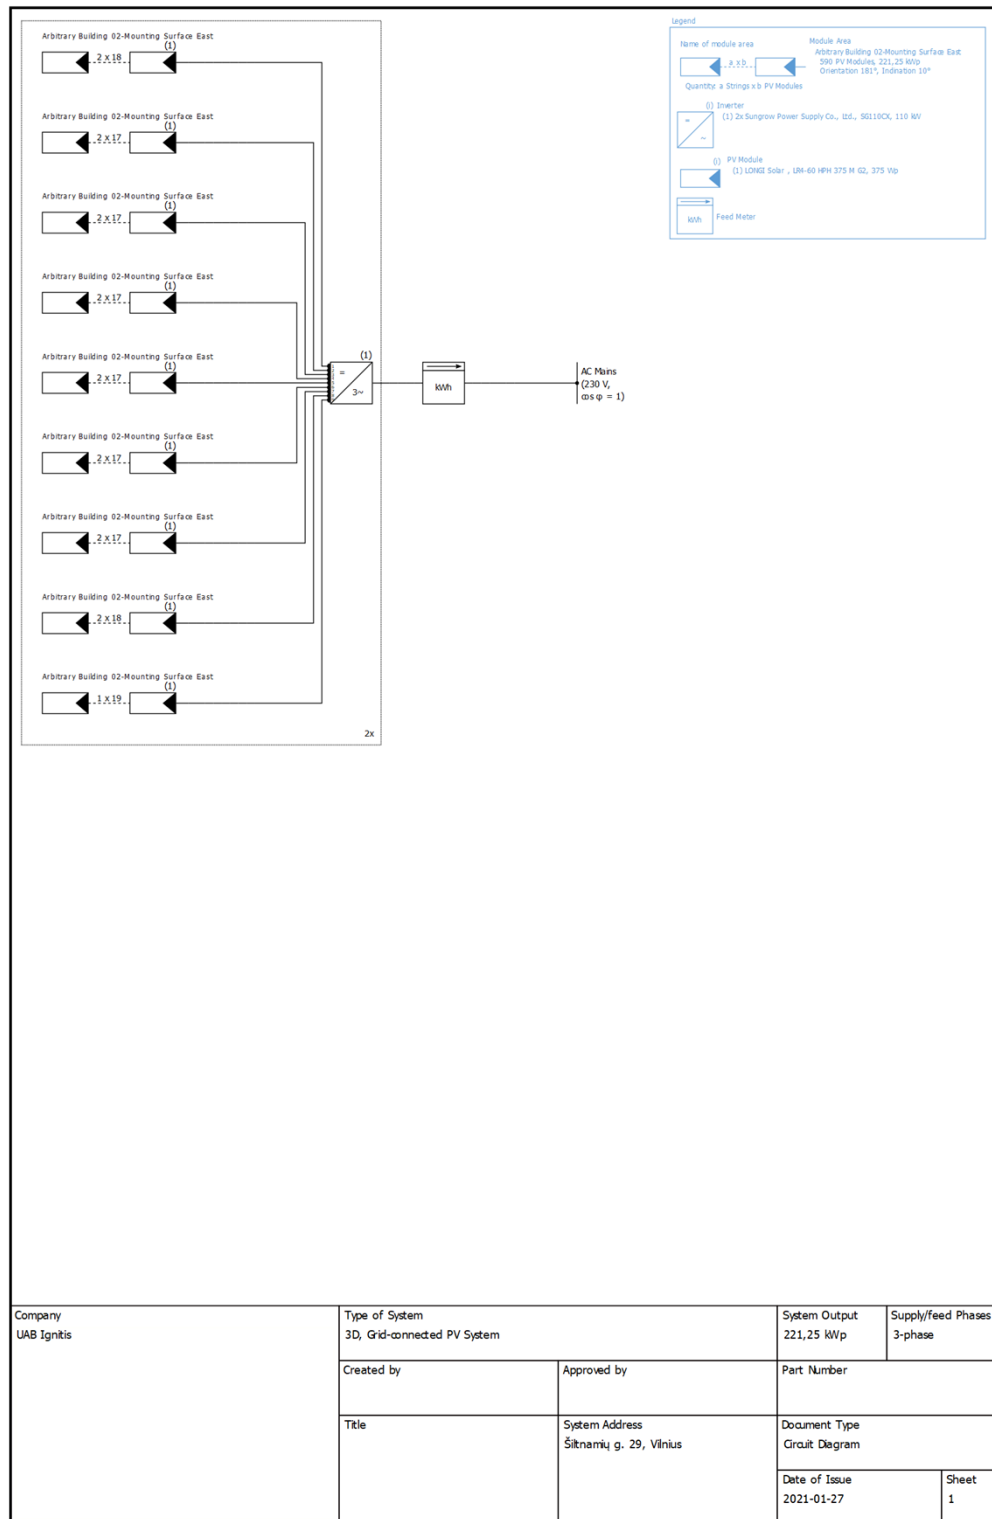 Arbitrary Building 02-Mounting Surface East
(1)
2 x 18
Arbitrary Building 02-Mounting Surface East
(1)
2 x 17
Arbitrary Building 02-Mounting Surface East
(1)
2 x 17
Arbitrary Building 02-Mounting Surface East
(1)
2 x 17
Arbitrary Building 02-Mounting Surface East
(1)
2 x 17
Arbitrary Building 02-Mounting Surface East
(1)
2 x 17
Arbitrary Building 02-Mounting Surface East
(1)
2 x 17
Arbitrary Building 02-Mounting Surface East
(1)
2 x 18
Arbitrary Building 02-Mounting Surface East
(1)
1 x 19
2x
(1)
=
3~
kWh
AC Mains
(230 V,
cos φ = 1)
Legend
Name of module area
a x b
Quantity: a Strings x b PV Modules
Module Area
Arbitrary Building 02-Mounting Surface East
590 PV Modules, 221,25 kWp
Orientation 181°, Inclination 10°
(i) Inverter
(1) 2x Sungrow Power Supply Co., Ltd., SG110CX, 110 kW
=
~
(i) PV Module
(1) LONGi Solar , LR4-60 HPH 375 M G2, 375 Wp
kWh
Feed Meter
Company
UAB Ignitis
Type of System
3D, Grid-connected PV System
System Output
221,25 kWp
Supply/feed Phases
3-phase
Created by
Approved by
Part Number
Title
System Address
Šiltnamių g. 29, Vilnius
Document Type
Circuit Diagram
Date of Issue
2021-01-27
Sheet
1